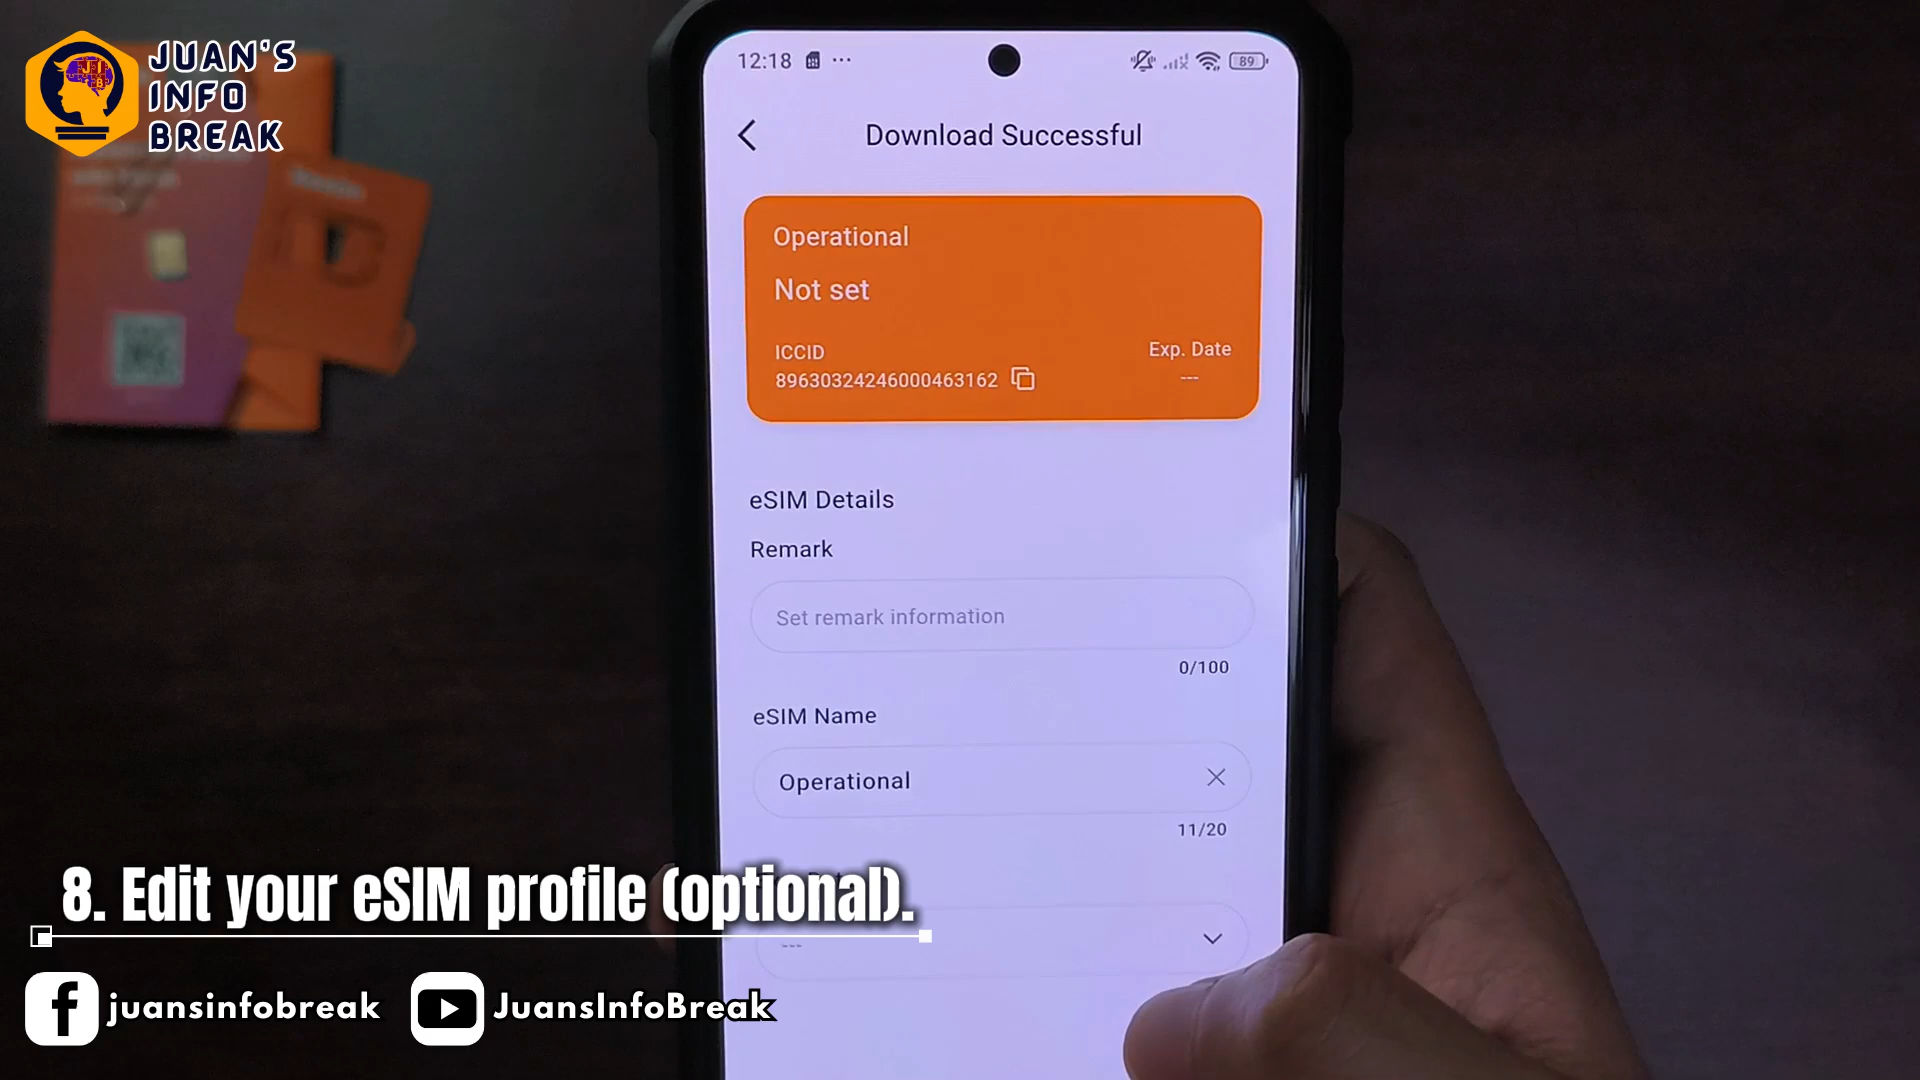 JUAN'S
INFO
BREAK
12:18
89
Download Successful
Operational
Not set
ICCID
Exp. Date
89630324246000463162
---
eSIM Details
Remark
Set remark information
0/100
eSIM Name
Operational
11/20
---
8. Edit your eSIM profile (optional).
juansinfobreak
JuansInfoBreak